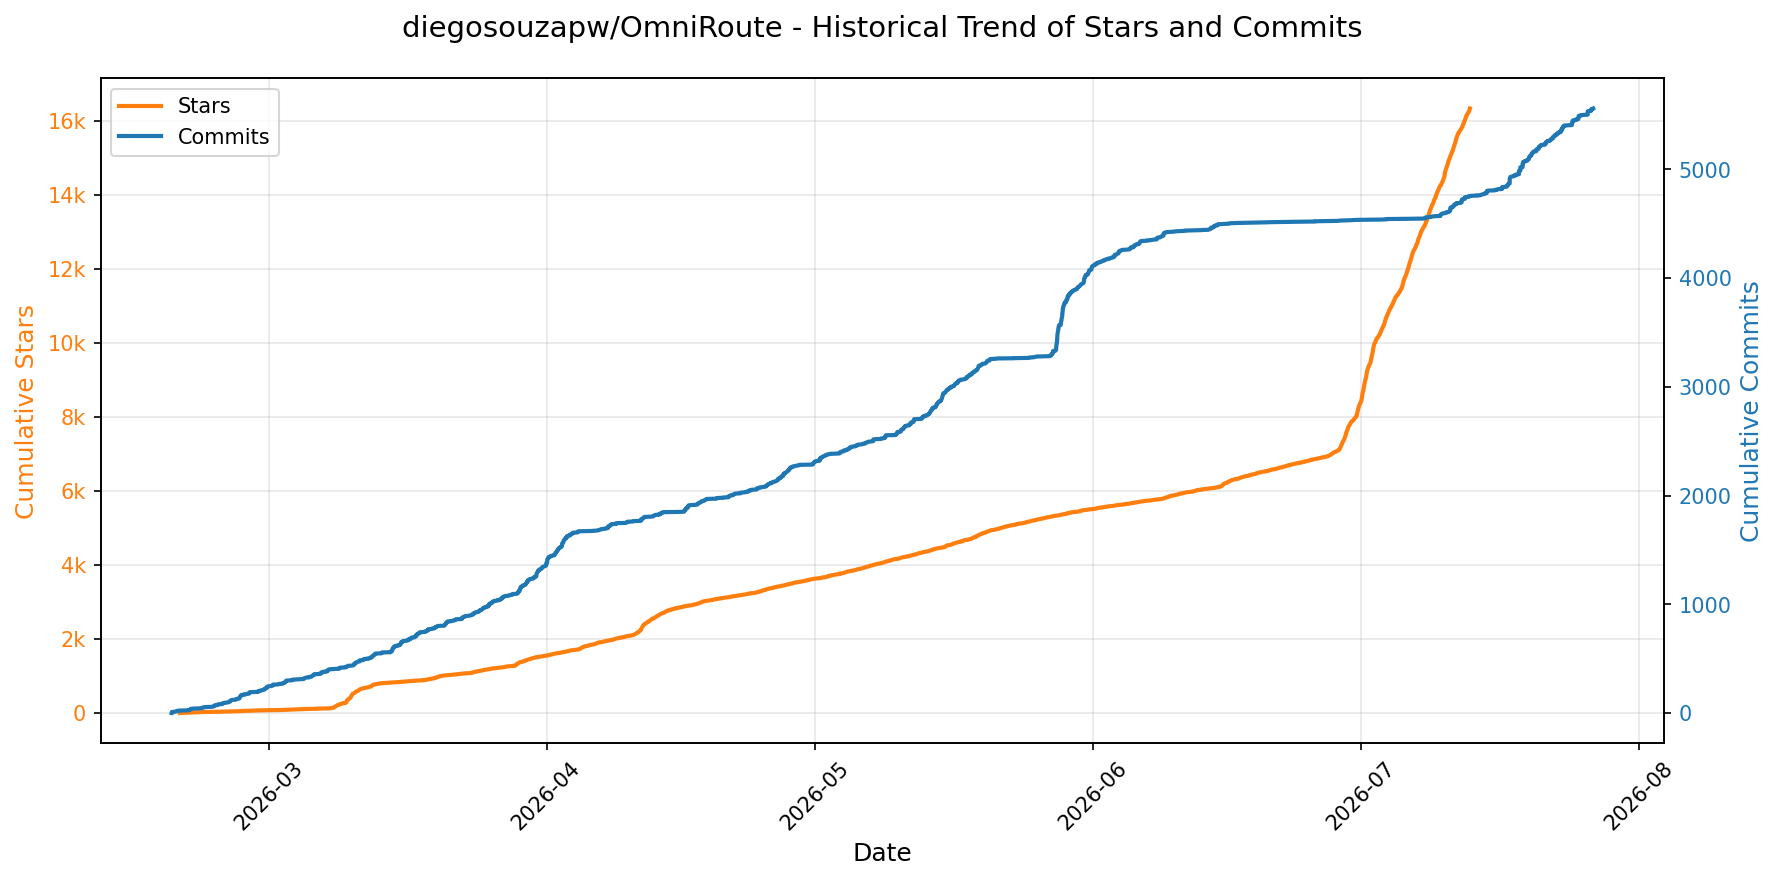 diegosouzapw/OmniRoute - Historical Trend of Stars and Commits
Stars
Commits
16k
14k
12k
10k
8k
6k
4k
2k
0
Cumulative Stars
5000
4000
3000
2000
1000
0
Cumulative Commits
2026-03
2026-04
2026-05
2026-06
2026-07
2026-08
Date